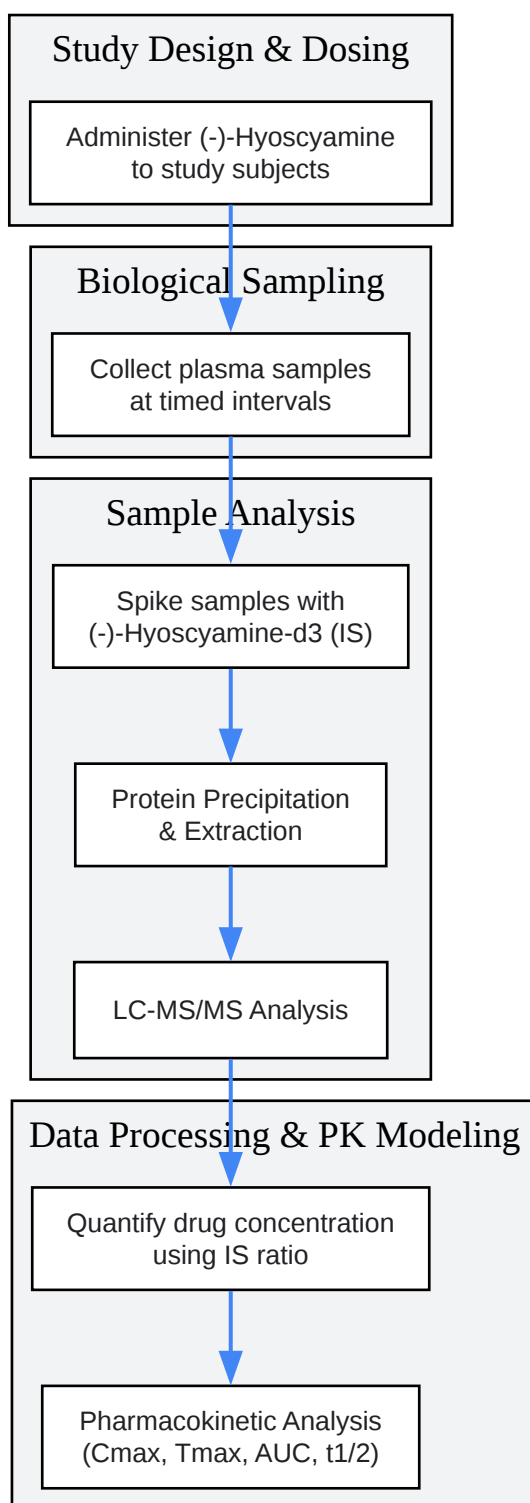 Study Design & Dosing
Administer (-)-Hyoscyamine
to study subjects
Biological Sampling
Collect plasma samples
at timed intervals
Sample Analysis
Spike samples with
(-)-Hyoscyamine-d3 (IS)
Protein Precipitation
& Extraction
LC-MS/MS Analysis
Data Processing & PK Modeling
Quantify drug concentration
using IS ratio
Pharmacokinetic Analysis
(Cmax, Tmax, AUC, t1/2)